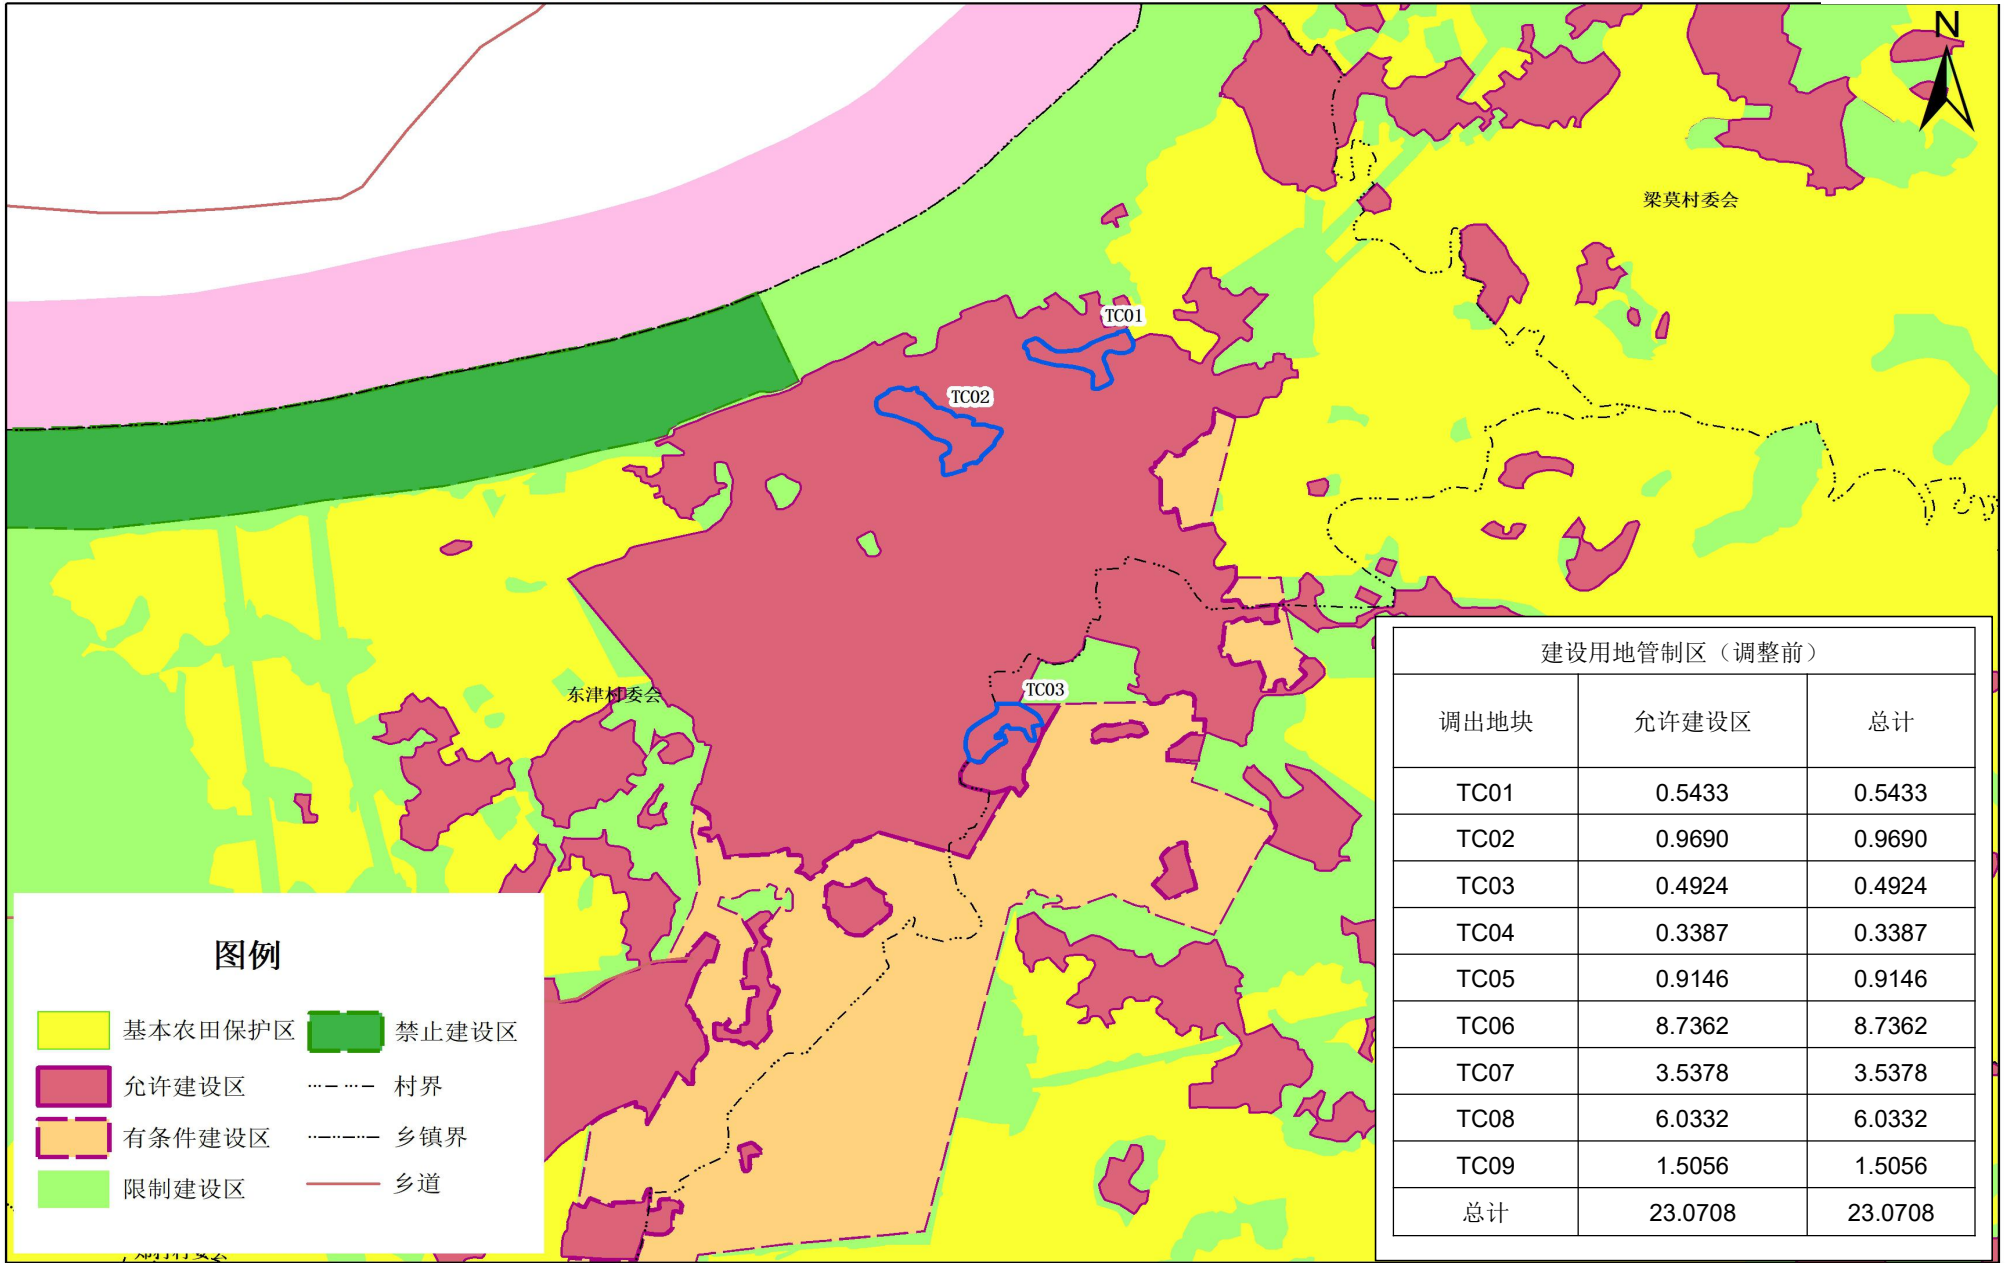 N
梁莫村委会
TC01
TC02
东津村委会
TC03
建设用地管制区（调整前）
调出地块 允许建设区 总计
TC01 0.5433 0.5433
TC02 0.9690 0.9690
TC03 0.4924 0.4924
TC04 0.3387 0.3387
TC05 0.9146 0.9146
TC06 8.7362 8.7362
TC07 3.5378 3.5378
TC08 6.0332 6.0332
TC09 1.5056 1.5056
总计 23.0708 23.0708
图例
基本农田保护区 禁止建设区
允许建设区 村界
有条件建设区 乡镇界
限制建设区 乡道